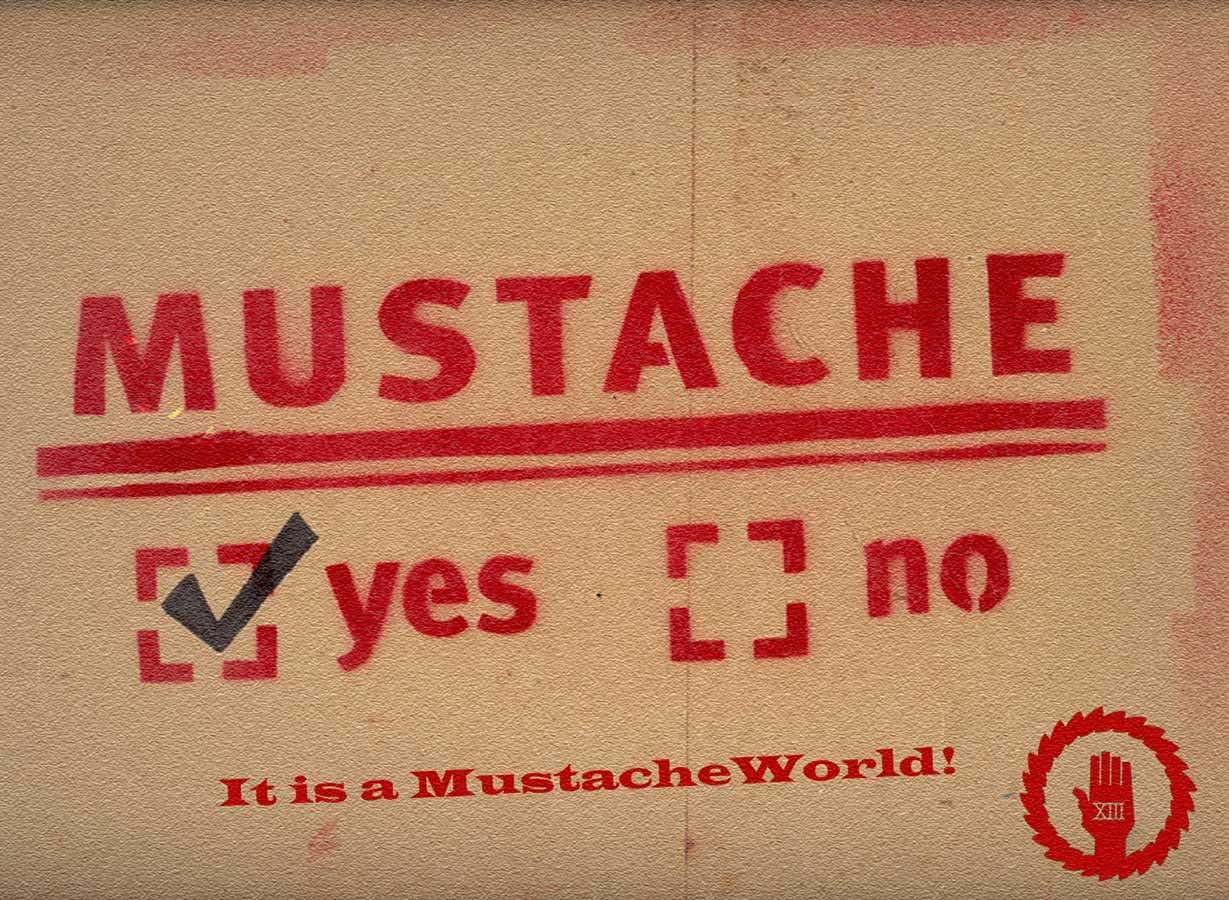 MUSTACHE
yes no
It is a MustacheWorld!
XIII